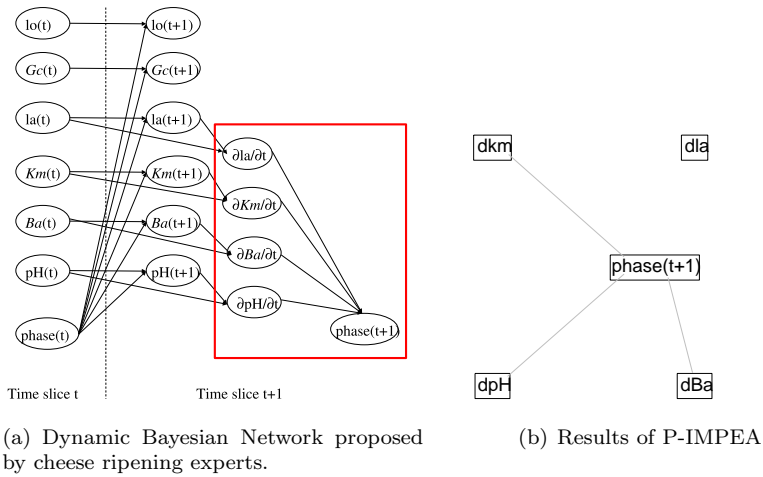 lo(t)
lo(t+1)
Gc(t)
Gc(t+1)
la(t)
la(t+1)
∂la/∂t
Km(t)
Km(t+1)
∂Km/∂t
Ba(t)
Ba(t+1)
∂Ba/∂t
pH(t)
pH(t+1)
∂pH/∂t
phase(t)
phase(t+1)
Time slice t
Time slice t+1
(a) Dynamic Bayesian Network proposed
by cheese ripening experts.
dkm
dla
phase(t+1)
dpH
dBa
(b) Results of P-IMPEA